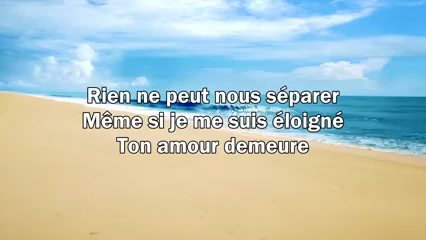 Rien ne peut nous séparer
Même si je me suis éloigné
Ton amour demeure